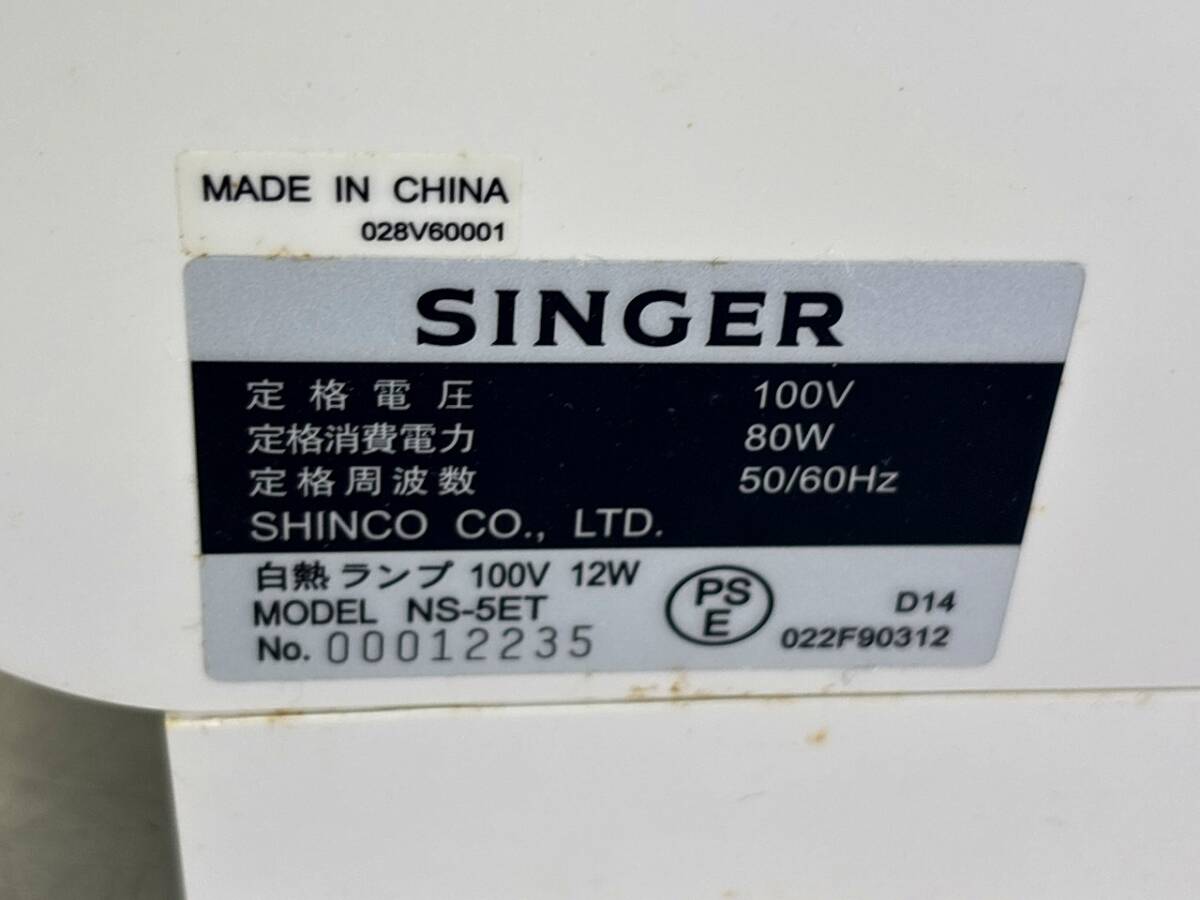 MADE IN CHINA
028V60001
SINGER
定格電圧 100V
定格消費電力 80W
定格周波数 50/60Hz
SHINCO CO., LTD.
白熱ランプ 100V 12W
MODEL NS-5ET
No. 00012235
PS
E
D14
022F90312